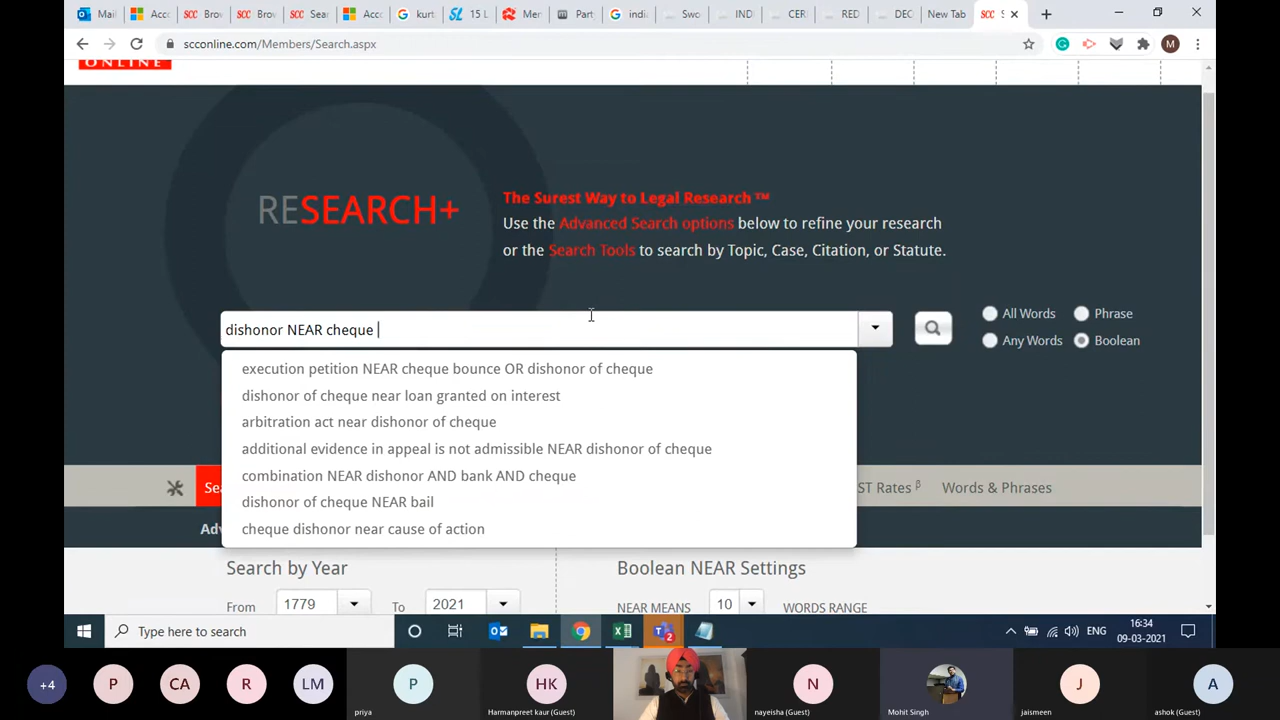 Mail
Acco
Brow
Brow
Sear
Acco
kurt
15 L
Mer
Party
indi
Swo
IND
CER
RED
DEC
New Tab
S
scconline.com/Members/Search.aspx
M
ONLINE
RESEARCH+
The Surest Way to Legal Research ™
Use the Advanced Search options below to refine your research
or the Search Tools to search by Topic, Case, Citation, or Statute.
dishonor NEAR cheque
All Words
Phrase
Any Words
Boolean
execution petition NEAR cheque bounce OR dishonor of cheque
dishonor of cheque near loan granted on interest
arbitration act near dishonor of cheque
additional evidence in appeal is not admissible NEAR dishonor of cheque
combination NEAR dishonor AND bank AND cheque
dishonor of cheque NEAR bail
cheque dishonor near cause of action
Sea
ST Rates β
Words & Phrases
Adv
Search by Year
Boolean NEAR Settings
From 1779 To 2021
NEAR MEANS 10 WORDS RANGE
Type here to search
2
ENG
16:34
09-03-2021
+4
P
CA
R
LM
P
priya
HK
Harmanpreet kaur (Guest)
N
nayeisha (Guest)
Mohit Singh
J
jaismeen
A
ashok (Guest)